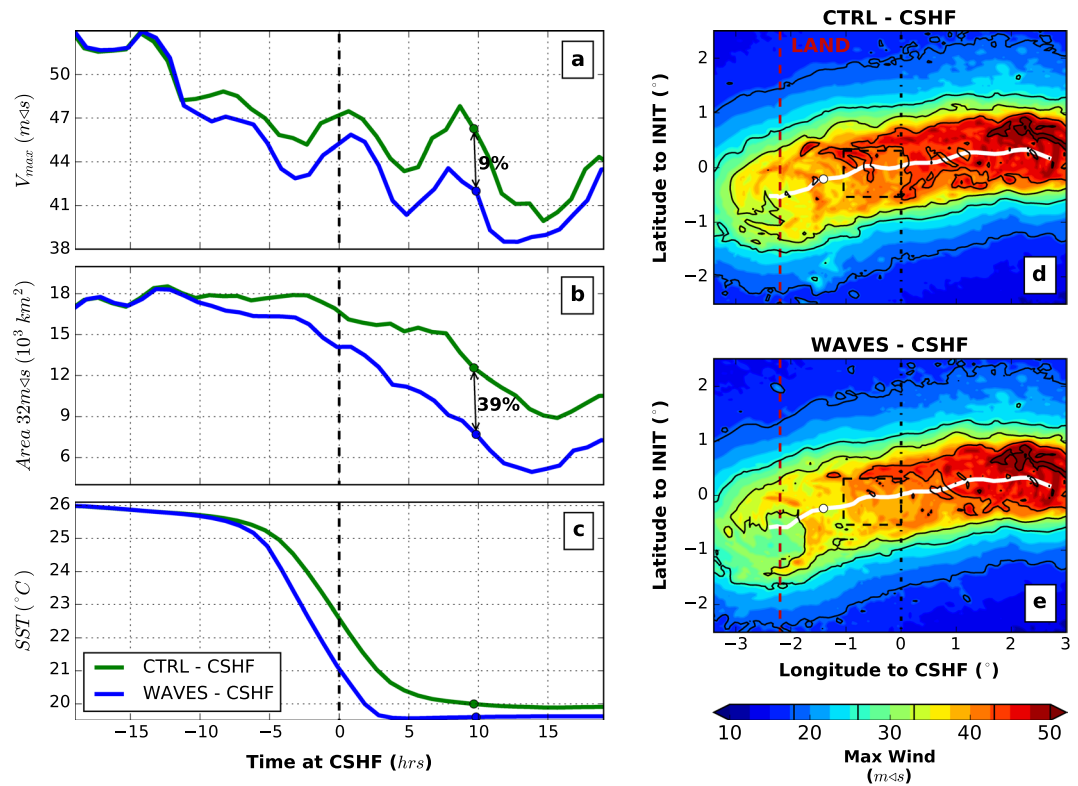 a
50
47
44
41
38
V_max (m⊲s)
9%
b
18
15
12
9
6
Area 32m⊲s (10³ km²)
39%
c
26
25
24
23
22
21
20
SST (°C)
CTRL - CSHF
WAVES - CSHF
−15 −10 −5 0 5 10 15
Time at CSHF (hrs)
CTRL - CSHF
LAND
2
1
0
−1
−2
Latitude to INIT (°)
d
WAVES - CSHF
2
1
0
−1
−2
Latitude to INIT (°)
e
−3 −2 −1 0 1 2 3
Longitude to CSHF (°)
10 20 30 40 50
Max Wind
(m⊲s)